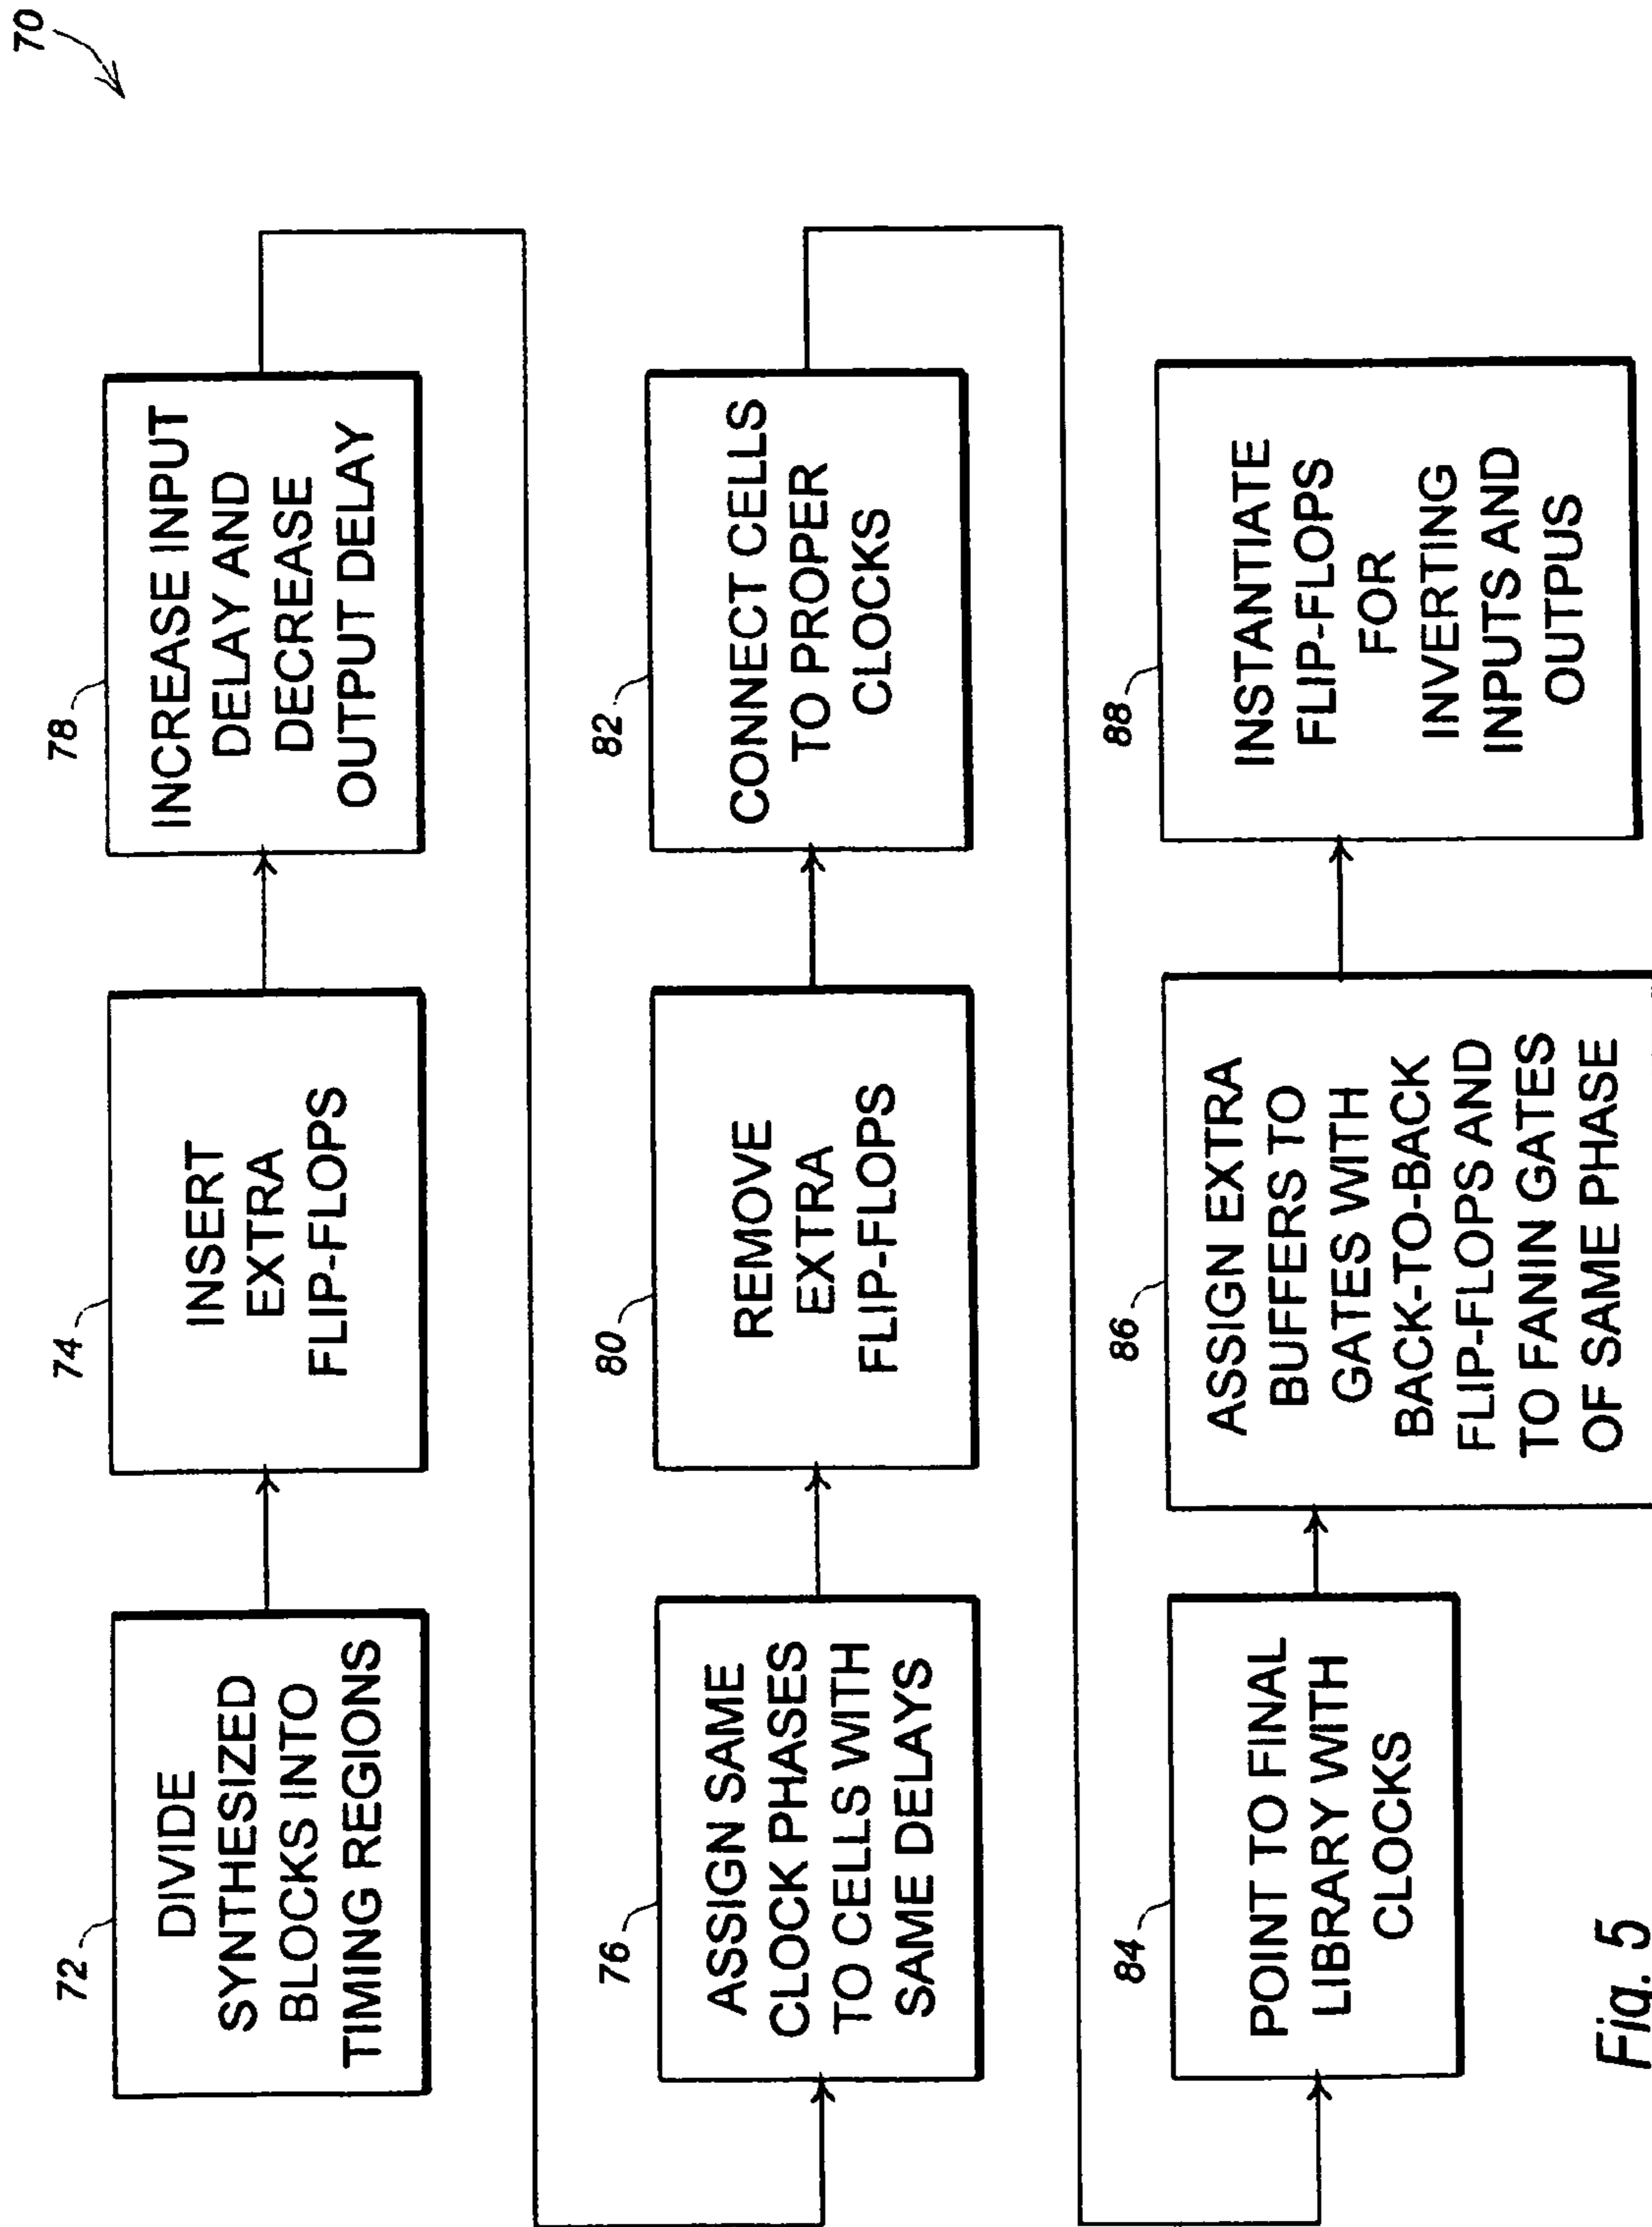 70
72
DIVIDE
SYNTHESIZED
BLOCKS INTO
TIMING REGIONS
74
INSERT
EXTRA
FLIP-FLOPS
78
INCREASE INPUT
DELAY AND
DECREASE
OUTPUT DELAY
76
ASSIGN SAME
CLOCK PHASES
TO CELLS WITH
SAME DELAYS
80
REMOVE
EXTRA
FLIP-FLOPS
82
CONNECT CELLS
TO PROPER
CLOCKS
84
POINT TO FINAL
LIBRARY WITH
CLOCKS
86
ASSIGN EXTRA
BUFFERS TO
GATES WITH
BACK-TO-BACK
FLIP-FLOPS AND
TO FANIN GATES
OF SAME PHASE
88
INSTANTIATE
FLIP-FLOPS
FOR
INVERTING
INPUTS AND
OUTPUS
Fig. 5